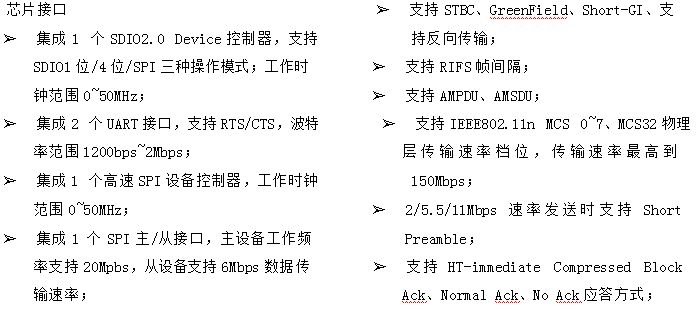 芯片接口
➢ 集成 1 个 SDIO2.0 Device 控制器，支持
SDIO1 位/4 位/SPI 三种操作模式；工作时
钟范围 0~50MHz；
➢ 集成 2 个 UART 接口，支持 RTS/CTS，波特
率范围 1200bps~2Mbps；
➢ 集成 1 个高速 SPI 设备控制器，工作时钟
范围 0~50MHz；
➢ 集成 1 个 SPI 主/从接口，主设备工作频
率支持 20Mpbs，从设备支持 6Mbps 数据传
输速率；
➢ 支持 STBC、GreenField、Short-GI、支
持反向传输；
➢ 支持 RIFS 帧间隔；
➢ 支持 AMPDU、AMSDU；
➢ 支持 IEEE802.11n MCS 0~7、MCS32 物理
层传输速率档位，传输速率最高到
150Mbps；
➢ 2/5.5/11Mbps 速率发送时支持 Short
Preamble；
➢ 支持 HT-immediate Compressed Block
Ack、Normal Ack、No Ack 应答方式；